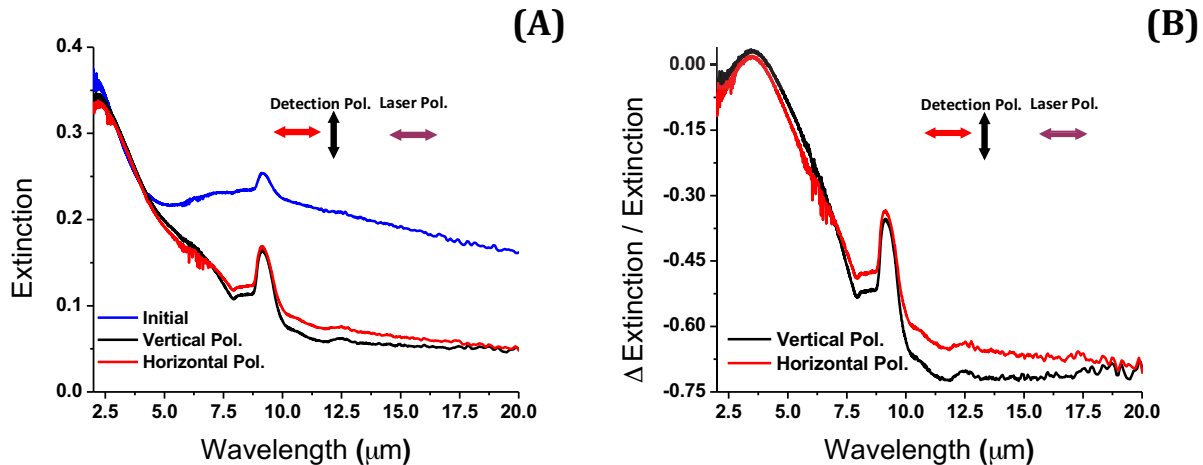 (A)
0.4
0.3
0.2
0.1
0.0
Extinction
Detection Pol.
Laser Pol.
Initial
Vertical Pol.
Horizontal Pol.
2.5 5.0 7.5 10.0 12.5 15.0 17.5 20.0
Wavelength (μm)
(B)
0.00
-0.15
-0.30
-0.45
-0.60
-0.75
Δ Extinction / Extinction
Detection Pol.
Laser Pol.
Vertical Pol.
Horizontal Pol.
2.5 5.0 7.5 10.0 12.5 15.0 17.5 20.0
Wavelength (μm)